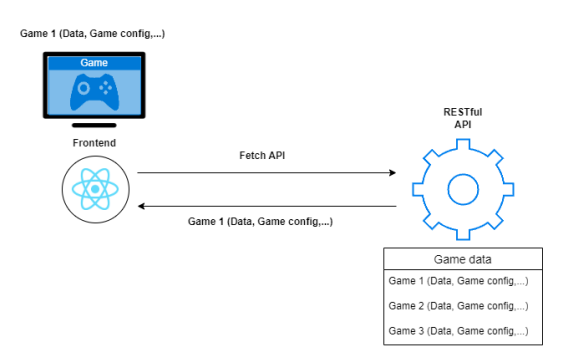 Game 1 (Data, Game config,...)
Game
Frontend
RESTful
API
Fetch API
Game 1 (Data, Game config,...)
Game data
Game 1 (Data, Game config,...)
Game 2 (Data, Game config,...)
Game 3 (Data, Game config,...)